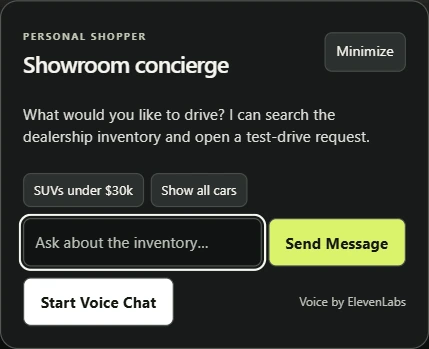 PERSONAL SHOPPER
Showroom concierge
Minimize
What would you like to drive? I can search the
dealership inventory and open a test-drive request.
SUVs under $30k
Show all cars
Ask about the inventory...
Send Message
Start Voice Chat
Voice by ElevenLabs